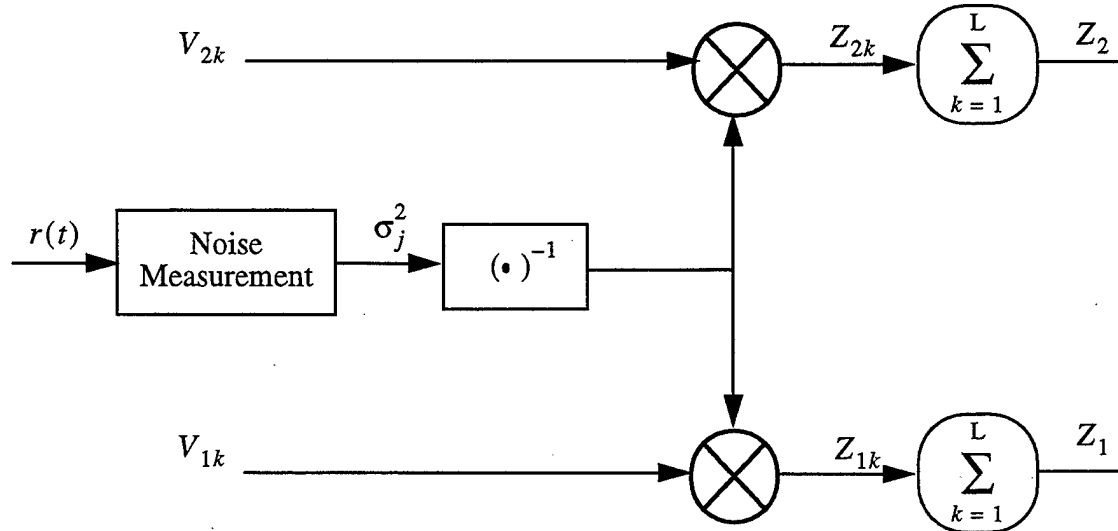 V_{2k}
Z_{2k}
L
∑
k = 1
Z_2
r(t)
Noise
Measurement
σ_j^2
(•)^{-1}
V_{1k}
Z_{1k}
L
∑
k = 1
Z_1